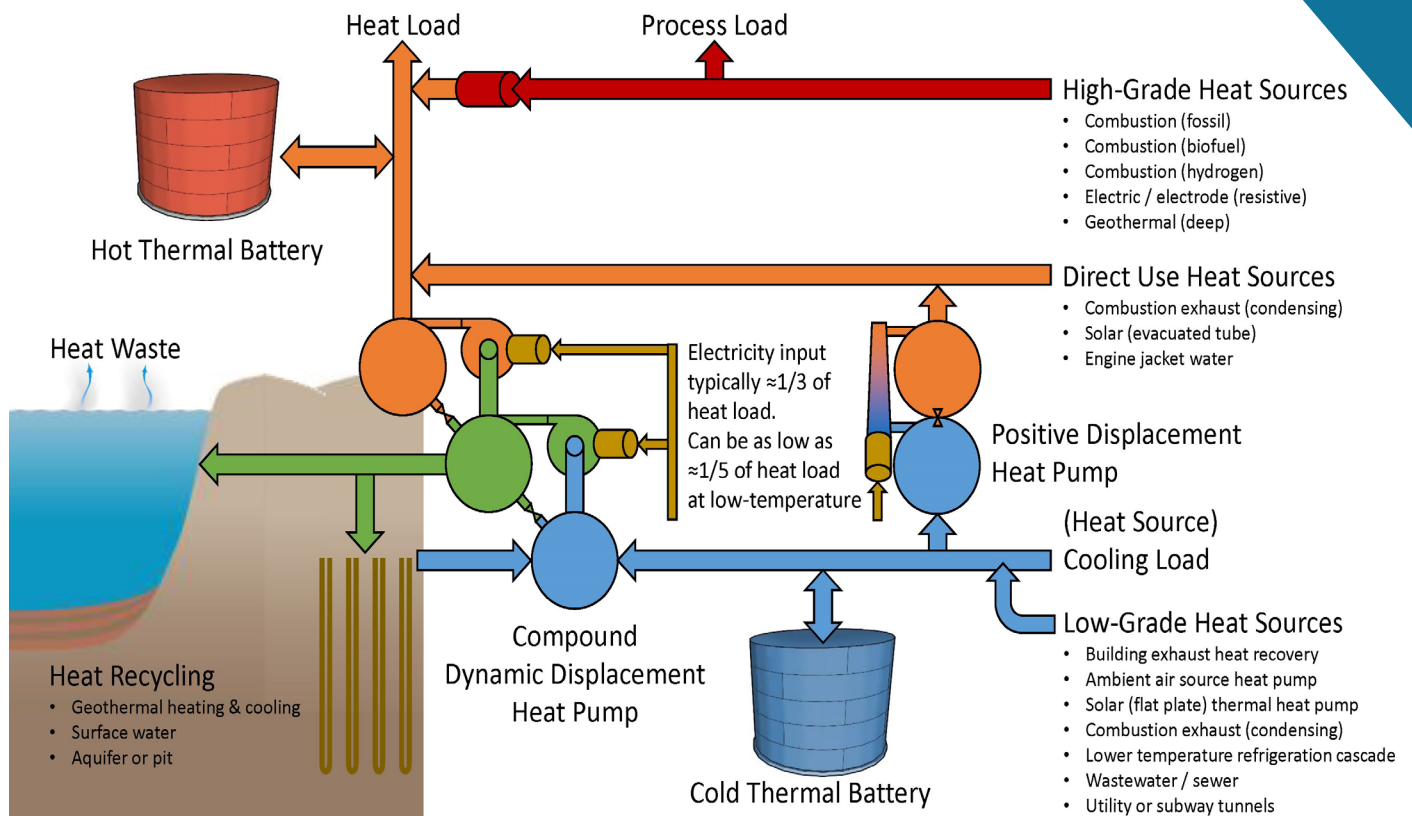 Heat Load
Process Load
High-Grade Heat Sources
• Combustion (fossil)
• Combustion (biofuel)
• Combustion (hydrogen)
• Electric / electrode (resistive)
• Geothermal (deep)
Hot Thermal Battery
Direct Use Heat Sources
• Combustion exhaust (condensing)
• Solar (evacuated tube)
• Engine jacket water
Heat Waste
Electricity input
typically ≈1/3 of
heat load.
Can be as low as
≈1/5 of heat load
at low-temperature
Positive Displacement
Heat Pump
(Heat Source)
Cooling Load
Compound
Dynamic Displacement
Heat Pump
Low-Grade Heat Sources
• Building exhaust heat recovery
• Ambient air source heat pump
• Solar (flat plate) thermal heat pump
• Combustion exhaust (condensing)
• Lower temperature refrigeration cascade
• Wastewater / sewer
• Utility or subway tunnels
Heat Recycling
• Geothermal heating & cooling
• Surface water
• Aquifer or pit
Cold Thermal Battery